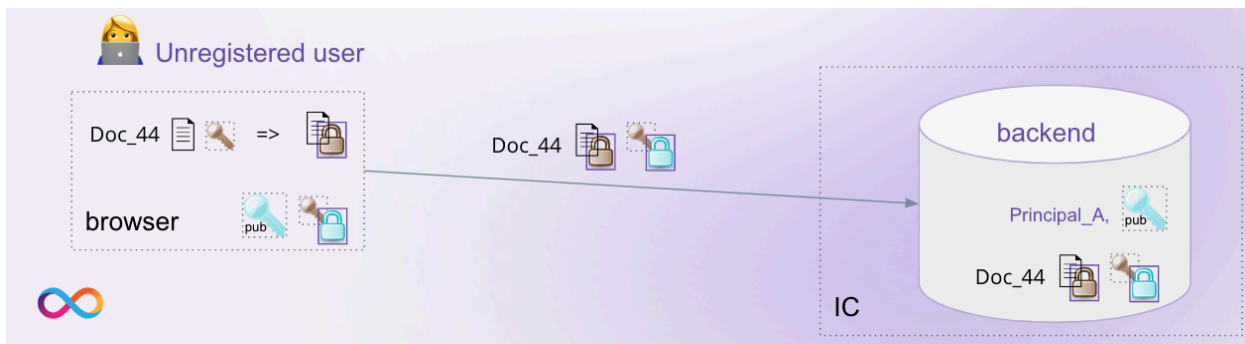 Unregistered user
Doc_44 =>
browser
pub
Doc_44
backend
Principal_A,
pub
Doc_44
IC